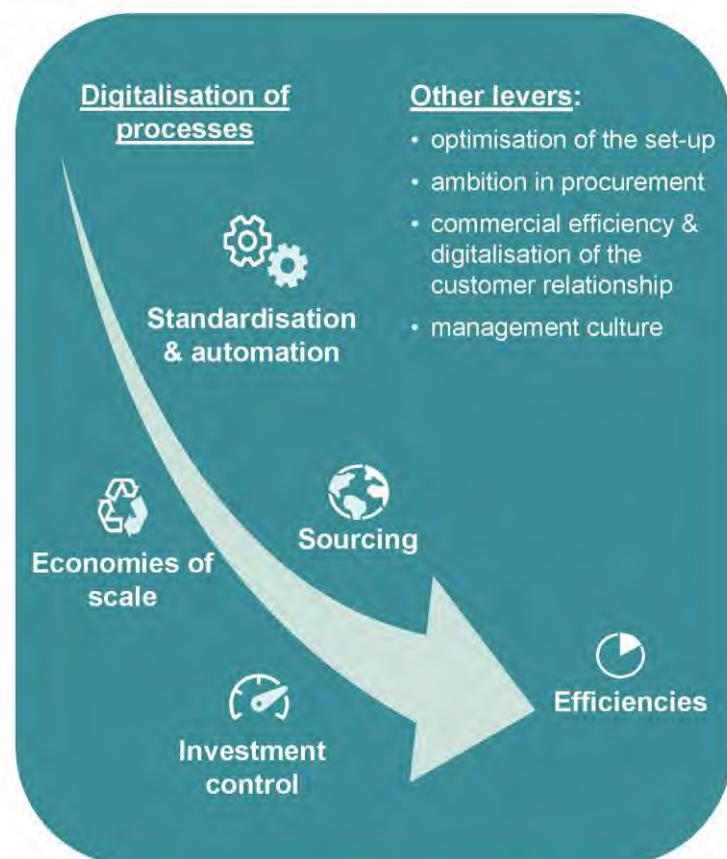 Digitalisation of
processes
Other levers:
• optimisation of the set-up
• ambition in procurement
• commercial efficiency &
digitalisation of the
customer relationship
• management culture
Standardisation
& automation
Sourcing
Economies of
scale
Efficiencies
Investment
control